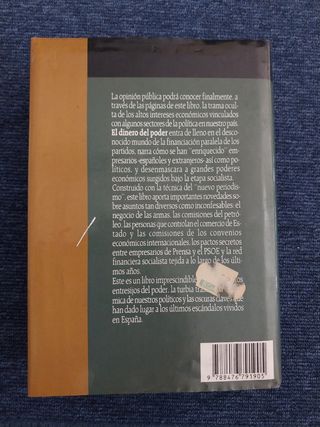 La opinión pública podrá conocer finalmente, a
través de las páginas de este libro, la trama ocul-
ta de los altos intereses económicos vinculados
con algunos sectores de la política en nuestro país.
El dinero del poder entra de lleno en el desco-
nocido mundo de la financiación paralela de los
partidos, narra cómo se han "enriquecido" em-
presarios -españoles y extranjeros- así como po-
líticos, y desenmascara a grandes poderes
económicos surgidos bajo la etapa socialista.
Construido con la técnica del "nuevo periodis-
mo", este libro aporta importantes novedades so-
bre asuntos tan diversos como inconfesables: el
negocio de las armas, las comisiones del petró-
leo, las personas que controlan el comercio de Es-
tado y las comisiones de los convenios
económicos internacionales, los pactos secretos
entre empresarios de Prensa y el PSOE y la red
financiera socialista tejida a lo largo de los últi-
mos años.
Este es un libro imprescindible los
entresijos del poder, la turbia
mica de nuestros políticos y las oscuras claves que
han dado lugar a los últimos escándalos vividos
en España.
9 788476 791905